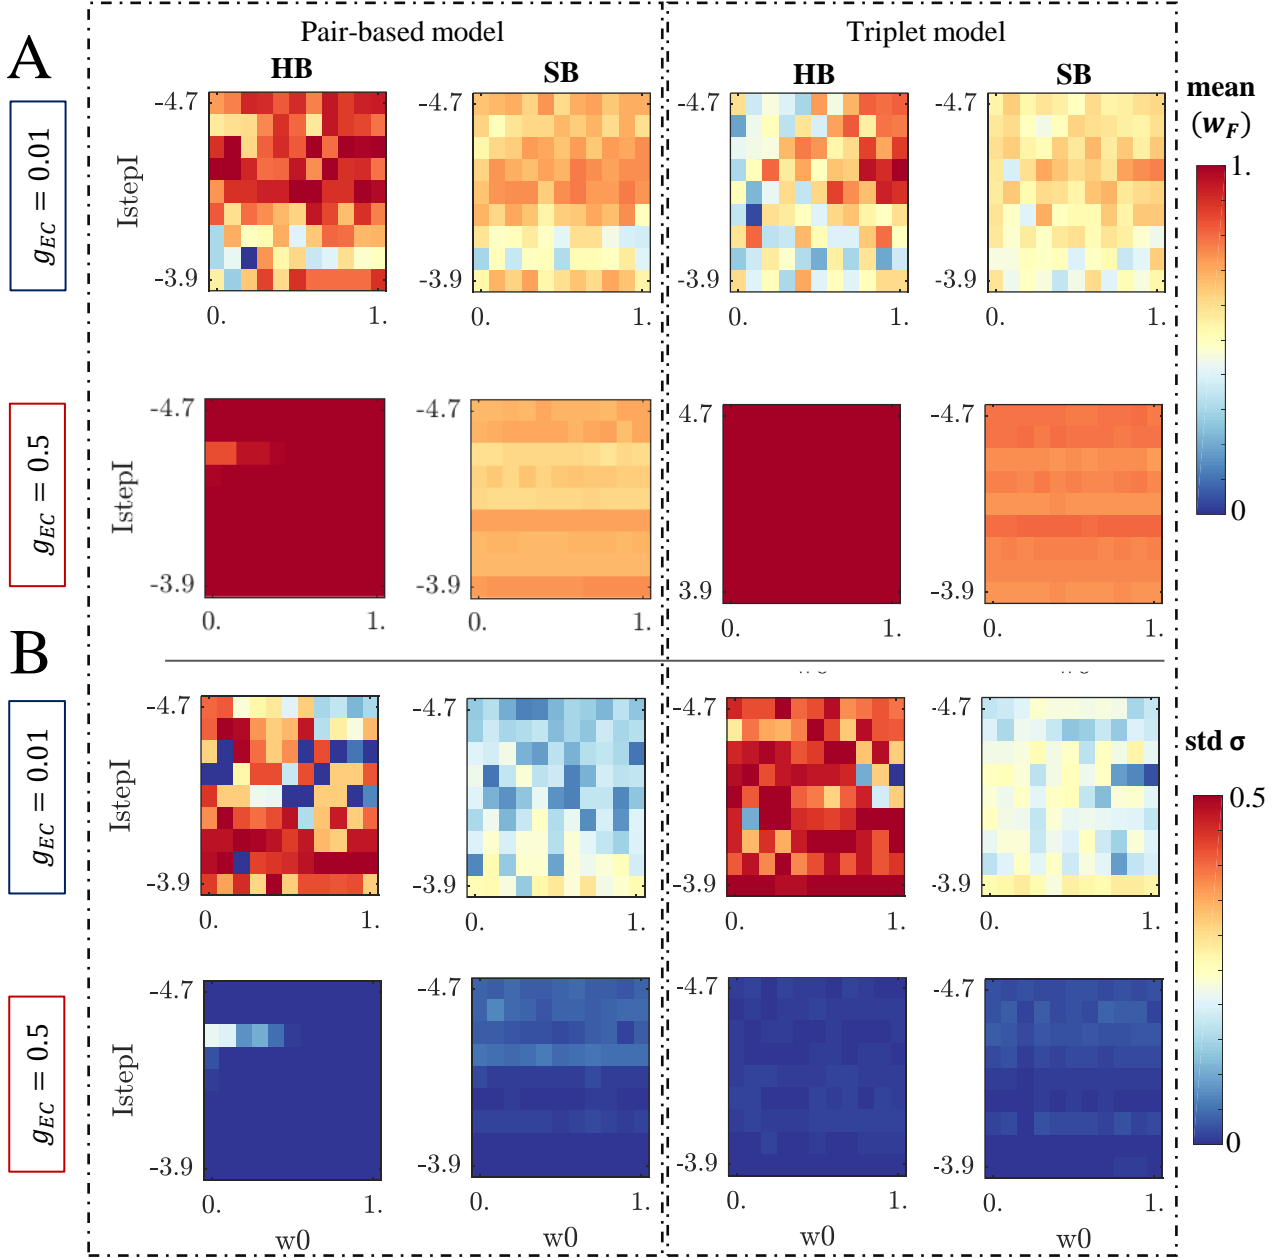 A
Pair-based model
Triplet model
HB
SB
HB
SB
mean
(w_F)
g_EC = 0.01
IstepI
-4.7
-3.9
0.
1.
-4.7
-3.9
0.
1.
-4.7
-3.9
0.
1.
-4.7
-3.9
0.
1.
1.
0
g_EC = 0.5
IstepI
-4.7
-3.9
0.
1.
-4.7
-3.9
0.
1.
4.7
3.9
0.
1.
-4.7
-3.9
0.
1.
B
g_EC = 0.01
IstepI
-4.7
-3.9
0.
1.
-4.7
-3.9
0.
1.
-4.7
-3.9
0.
1.
-4.7
-3.9
0.
1.
std σ
0.5
0
g_EC = 0.5
IstepI
-4.7
-3.9
0.
1.
w0
-4.7
-3.9
0.
1.
w0
-4.7
-3.9
0.
1.
w0
-4.7
-3.9
0.
1.
w0